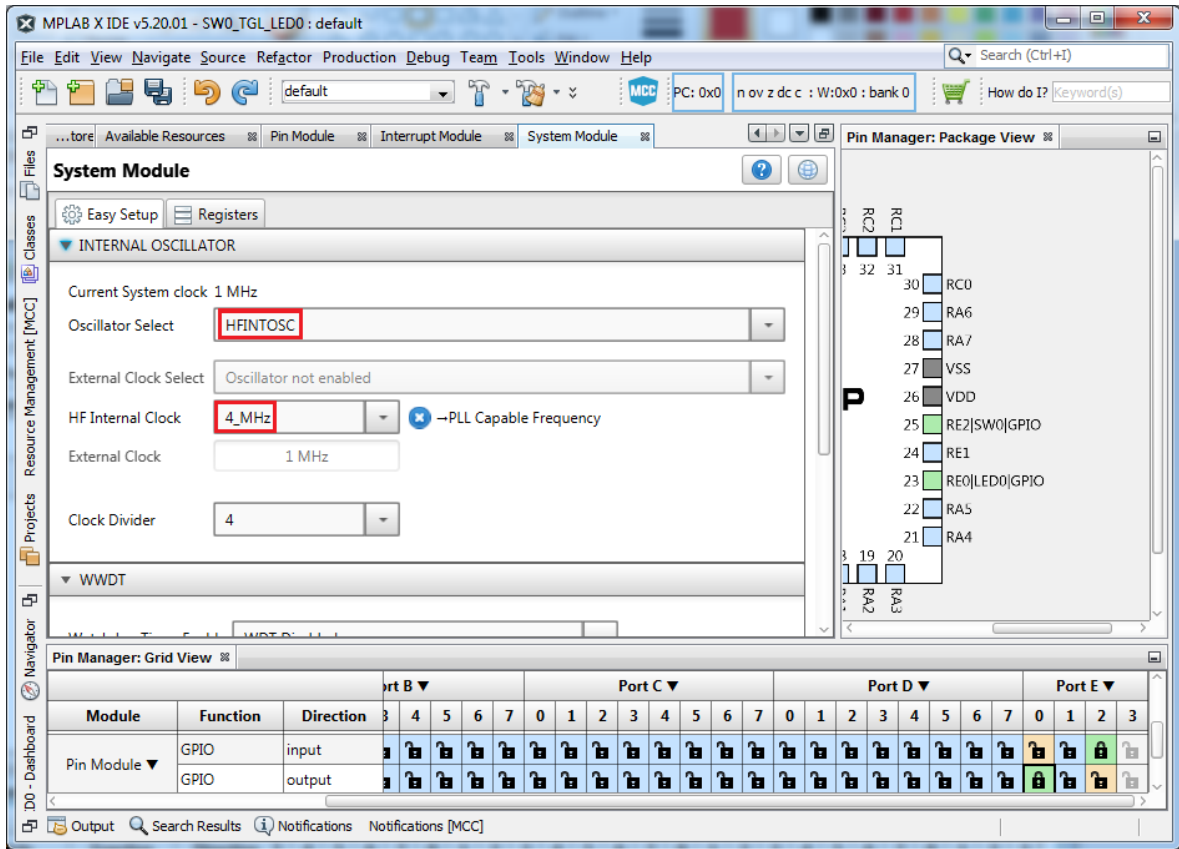 MPLAB X IDE v5.20.01 - SW0_TGL_LED0 : default
File Edit View Navigate Source Refactor Production Debug Team Tools Window Help
Search (Ctrl+I)
default
MCC
PC: 0x0
n ov z dc c : W:0x0 : bank 0
How do I? Keyword(s)
...tore Available Resources Pin Module Interrupt Module System Module
Pin Manager: Package View
System Module
Easy Setup Registers
INTERNAL OSCILLATOR
Current System clock 1 MHz
Oscillator Select HFINTOSC
External Clock Select Oscillator not enabled
HF Internal Clock 4_MHz →PLL Capable Frequency
External Clock 1 MHz
Clock Divider 4
WWDT
Files
Classes
Resource Management [MCC]
Projects
Navigator
Dashboard
RC2 RC1
32 31
30 RC0
29 RA6
28 RA7
27 VSS
26 VDD
P
25 RE2|SW0|GPIO
24 RE1
23 RE0|LED0|GPIO
22 RA5
21 RA4
19 20
RA2 RA3
Pin Manager: Grid View
Port C ▼ Port D ▼ Port E ▼
Module Function Direction 3 4 5 6 7 0 1 2 3 4 5 6 7 0 1 2 3 4 5 6 7 0 1 2 3
Pin Module ▼
GPIO input
GPIO output
Output Search Results Notifications Notifications [MCC]